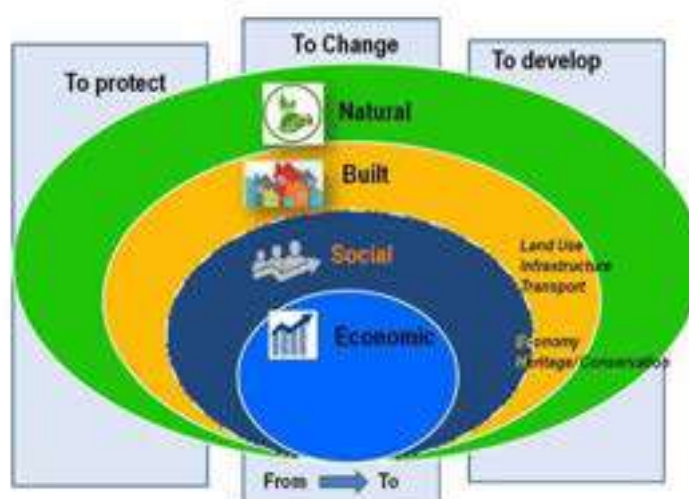 To protect
To Change
To develop
Natural
Built
Social
Economic
Land Use
Infrastructure
Transport
Economy
Heritage/Conservation
From To